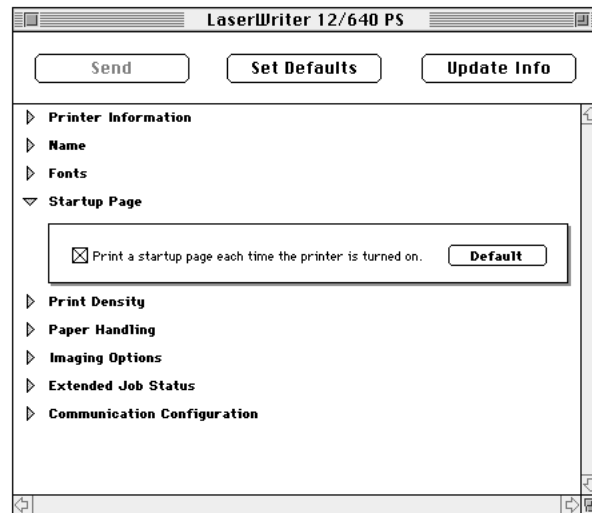 LaserWriter 12/640 PS
Send Set Defaults Update Info
Printer Information
Name
Fonts
Startup Page
Print a startup page each time the printer is turned on. Default
Print Density
Paper Handling
Imaging Options
Extended Job Status
Communication Configuration